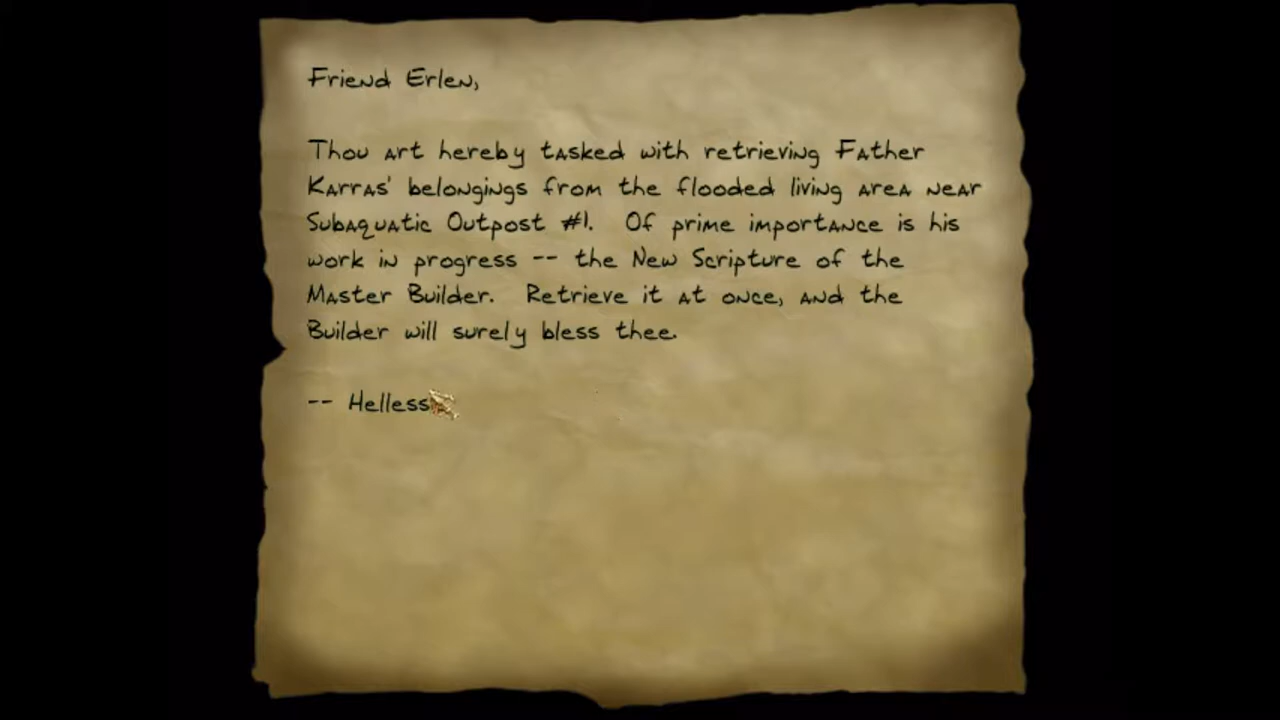 Friend Erlen,
Thou art hereby tasked with retrieving Father
Karras' belongings from the flooded living area near
Subaquatic Outpost #1.  Of prime importance is his
work in progress -- the New Scripture of the
Master Builder.  Retrieve it at once, and the
Builder will surely bless thee.
-- Helless